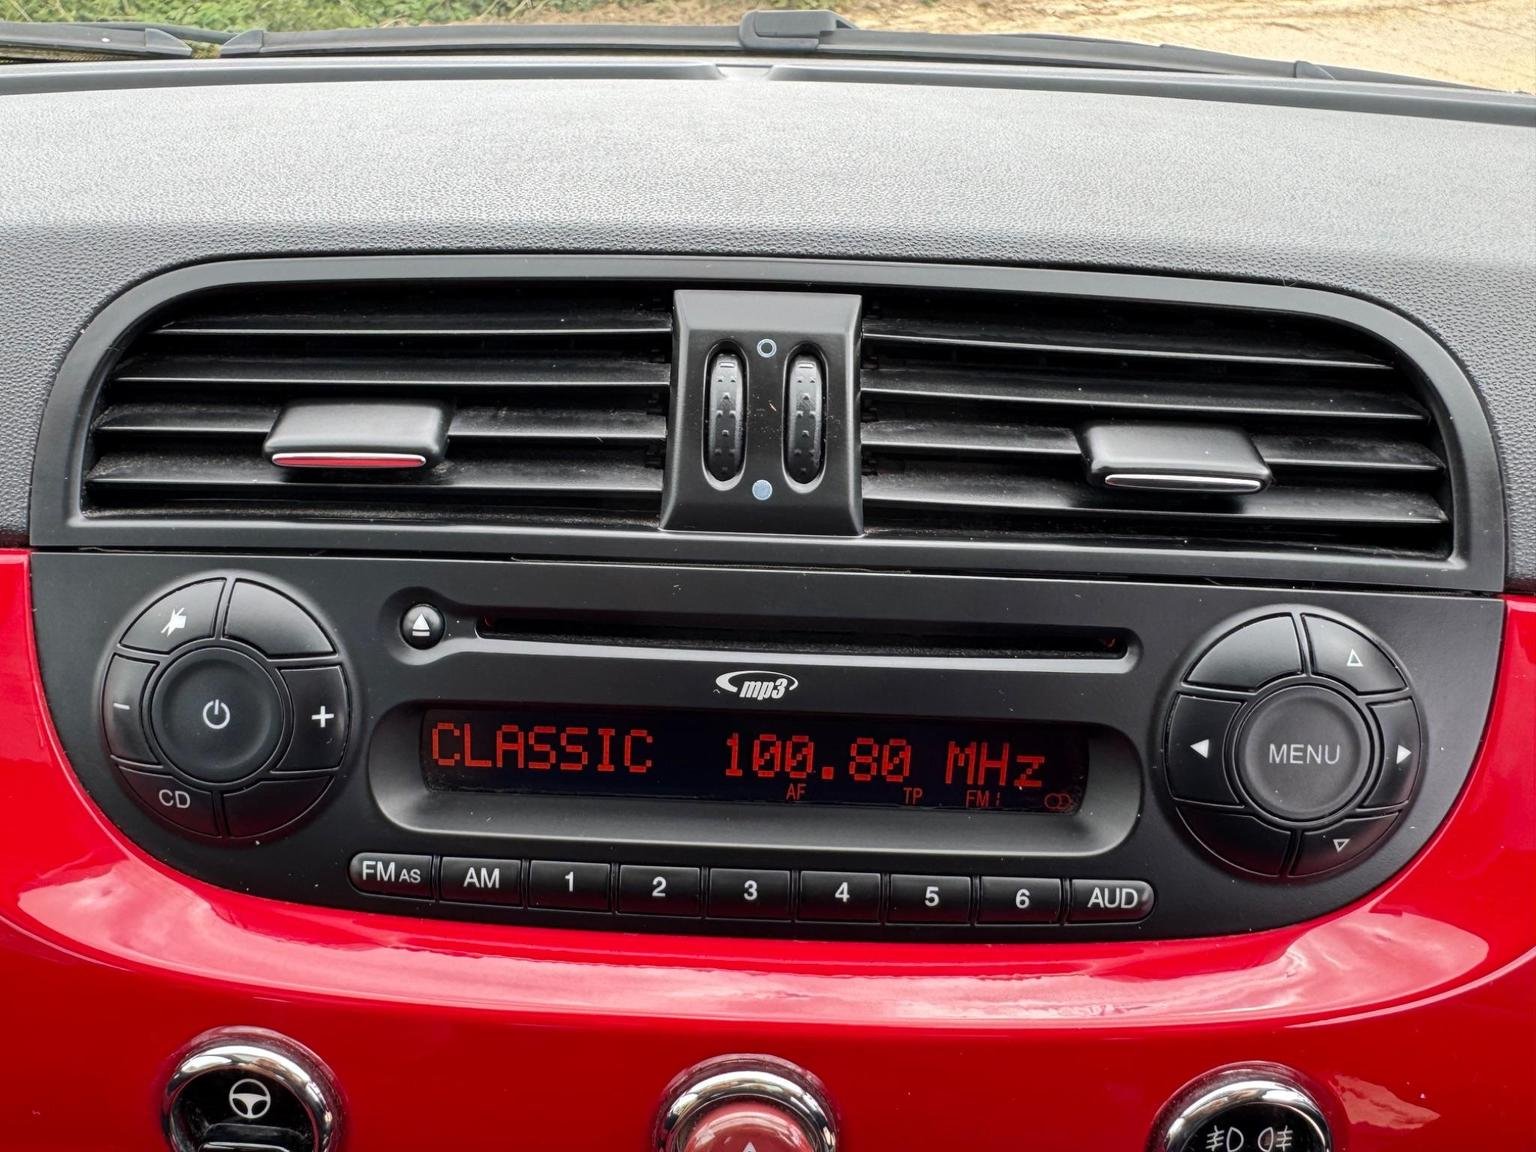 mp3
CLASSIC 100.80 MHz
AF TP FM1
CD
MENU
FM AS AM 1 2 3 4 5 6 AUD